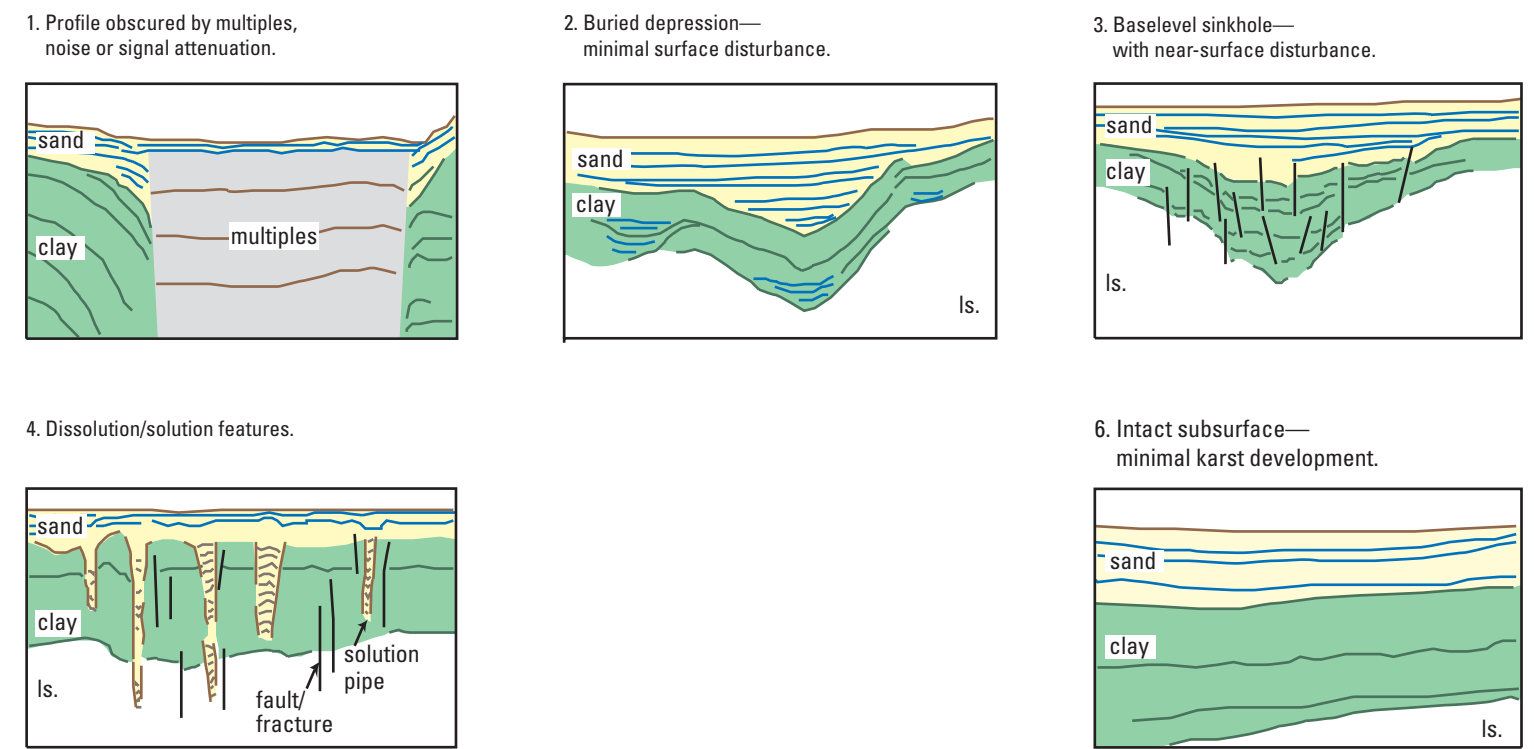 1. Profile obscured by multiples,
noise or signal attenuation.
2. Buried depression—
minimal surface disturbance.
3. Baselevel sinkhole—
with near-surface disturbance.
sand
clay
multiples
sand
clay
ls.
sand
clay
ls.
4. Dissolution/solution features.
6. Intact subsurface—
minimal karst development.
sand
clay
ls.
fault/
fracture
solution
pipe
sand
clay
ls.